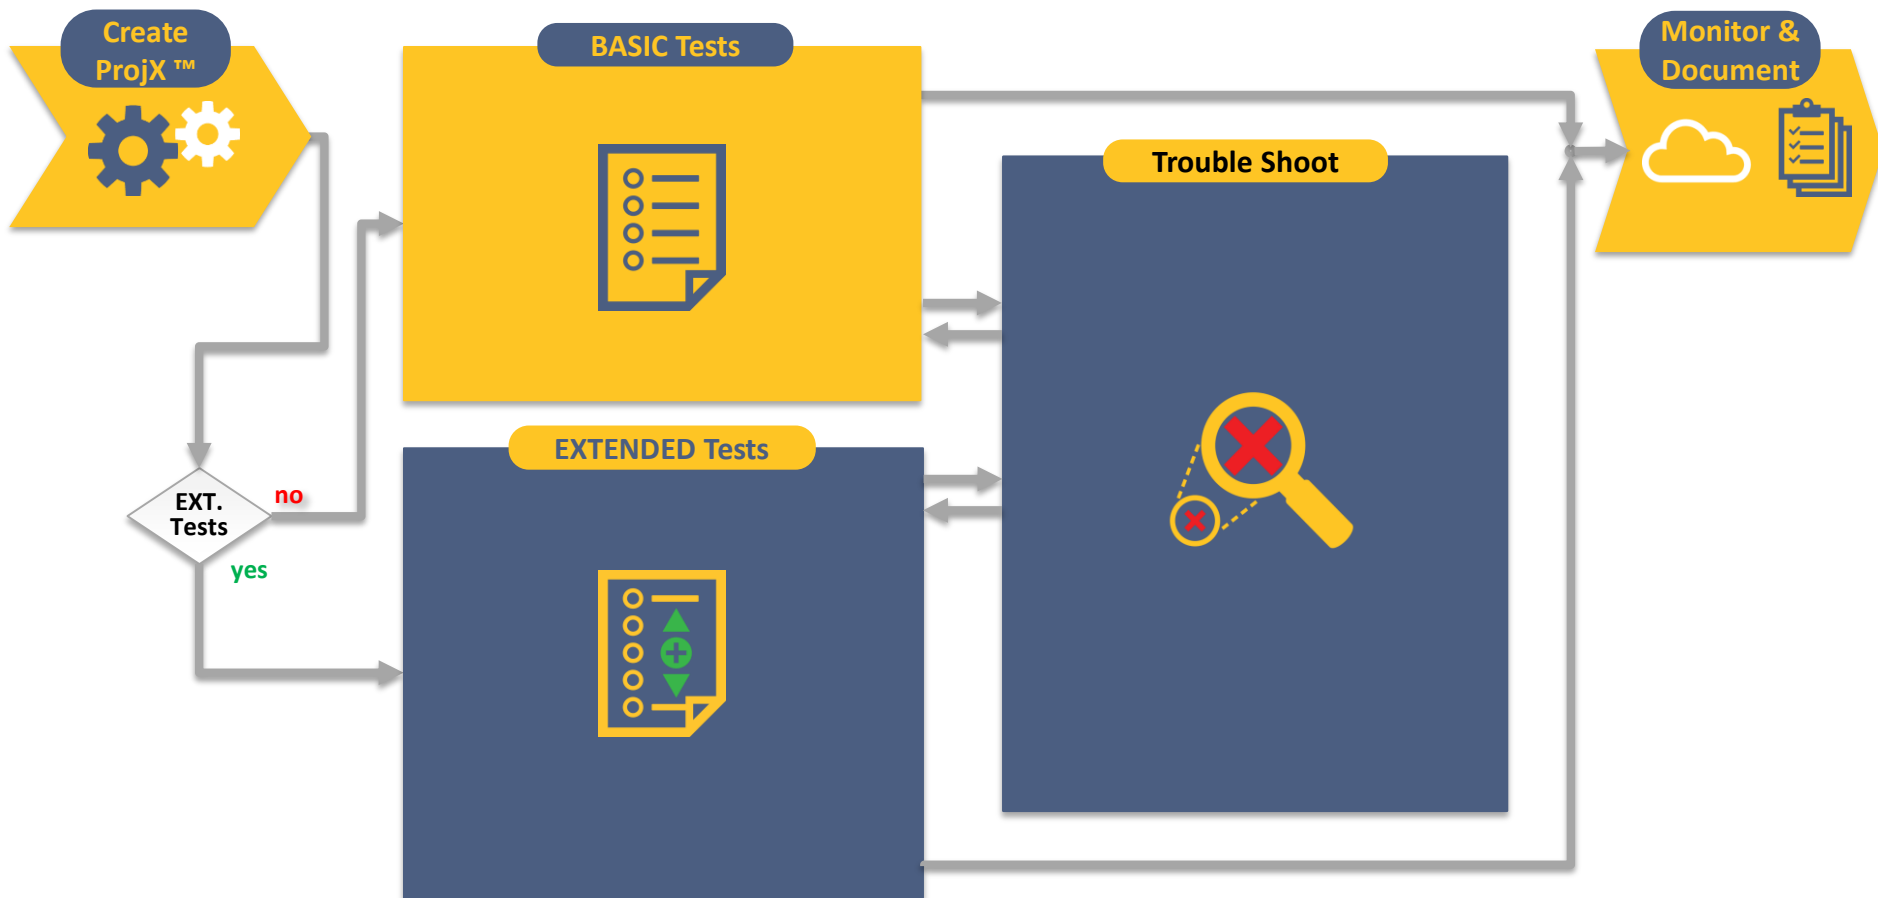 Create
ProjX ™
BASIC Tests
Monitor &
Document
Trouble Shoot
EXTENDED Tests
EXT.
Tests
no
yes